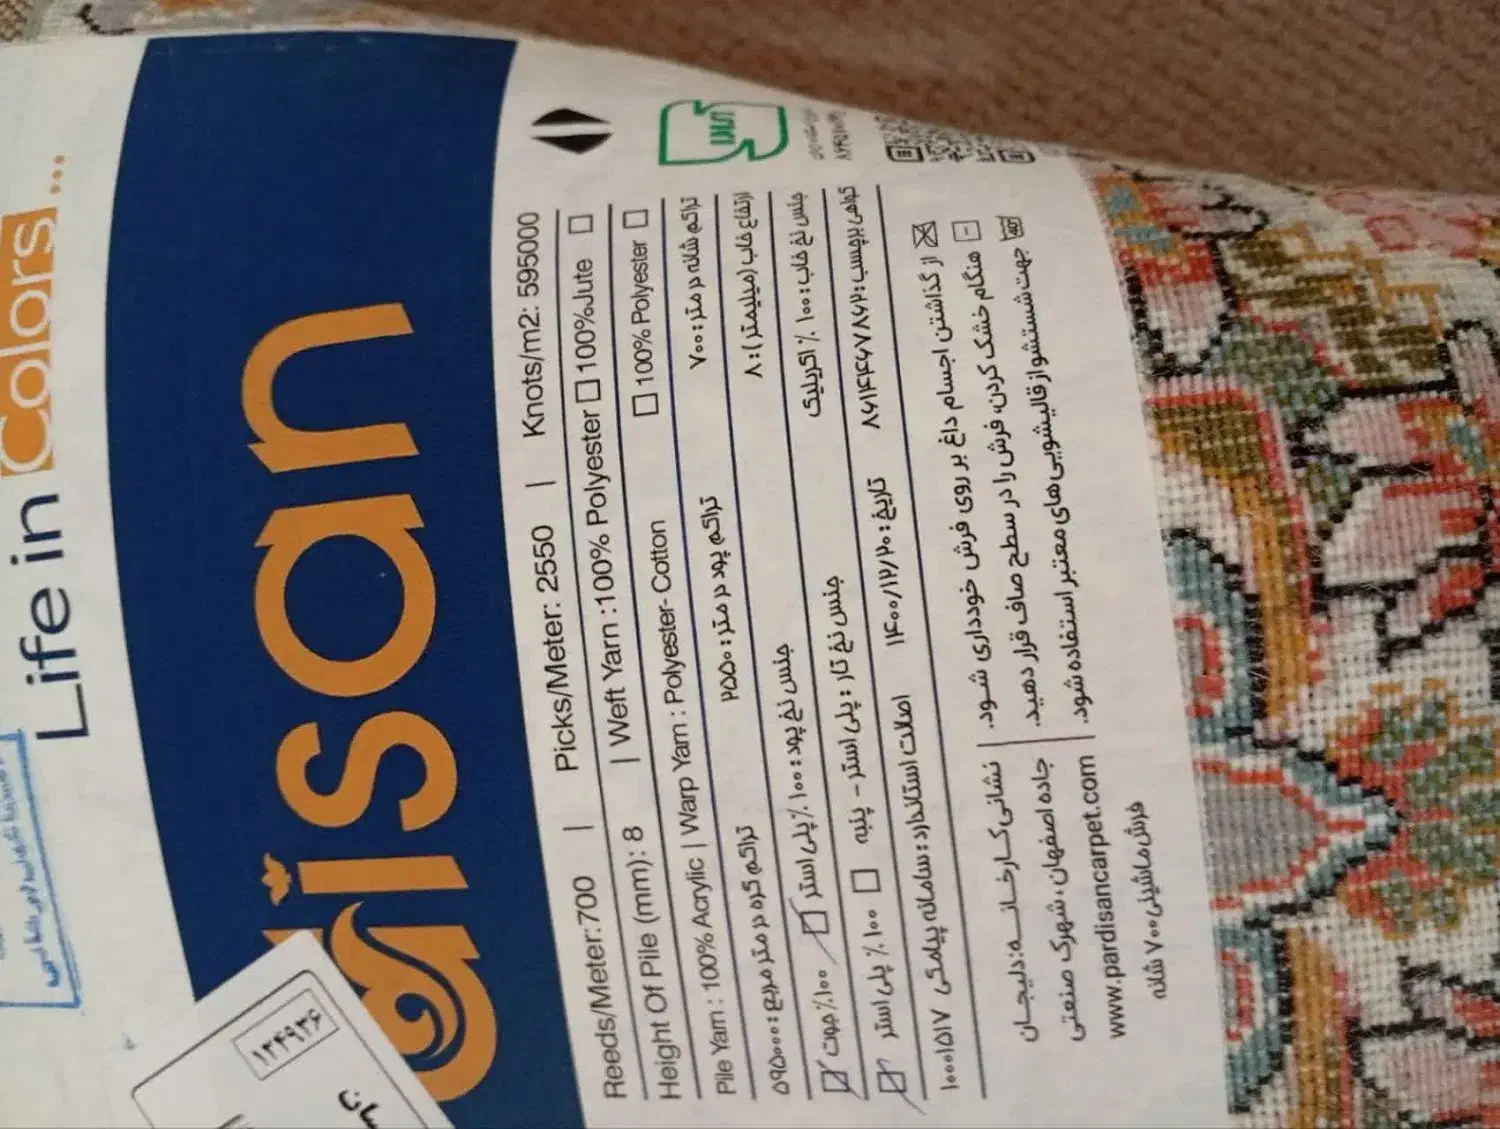 Life in Colors...
disan
Reeds/Meter:700 | Picks/Meter: 2550 | Knots/m2: 595000
Height Of Pile (mm): 8 | Weft Yarn :100% Polyester □ 100%Jute □
Pile Yarn : 100% Acrylic | Warp Yarn : Polyester- Cotton □ 100% Polyester □
تراکم شانه در متر: ۷۰۰ تراکم پود در متر: ۲۵۵۰ تراکم گره در متر مربع: ۵۹۵۰۰۰
ارتفاع خاب (میلیمتر): ۸ جنس نخ پود: ۱۰۰٪ پلی استر ۱۰۰٪ جوت
جنس نخ خاب: ۱۰۰٪ اکریلیک جنس نخ تار: پلی استر - پنبه ۱۰۰٪ پلی استر
تاریخ: ۱۴۰۰/۱۲/۲۰ اصالت استاندارد: سامانه پیامکی ۱۰۰۰۱۵۱۷
از گذاشتن اجسام داغ بر روی فرش خودداری شود.
هنگام خشک کردن، فرش را در سطح صاف قرار دهید.
جهت شستشو از قالیشویی های معتبر استفاده شود.
نشانی کارخانه: دلیجان
جاده اصفهان، شهرک صنعتی
www.pardisancarpet.com
فرش ماشینی ۷۰۰ شانه
۱۲۴۹۳۶
سان